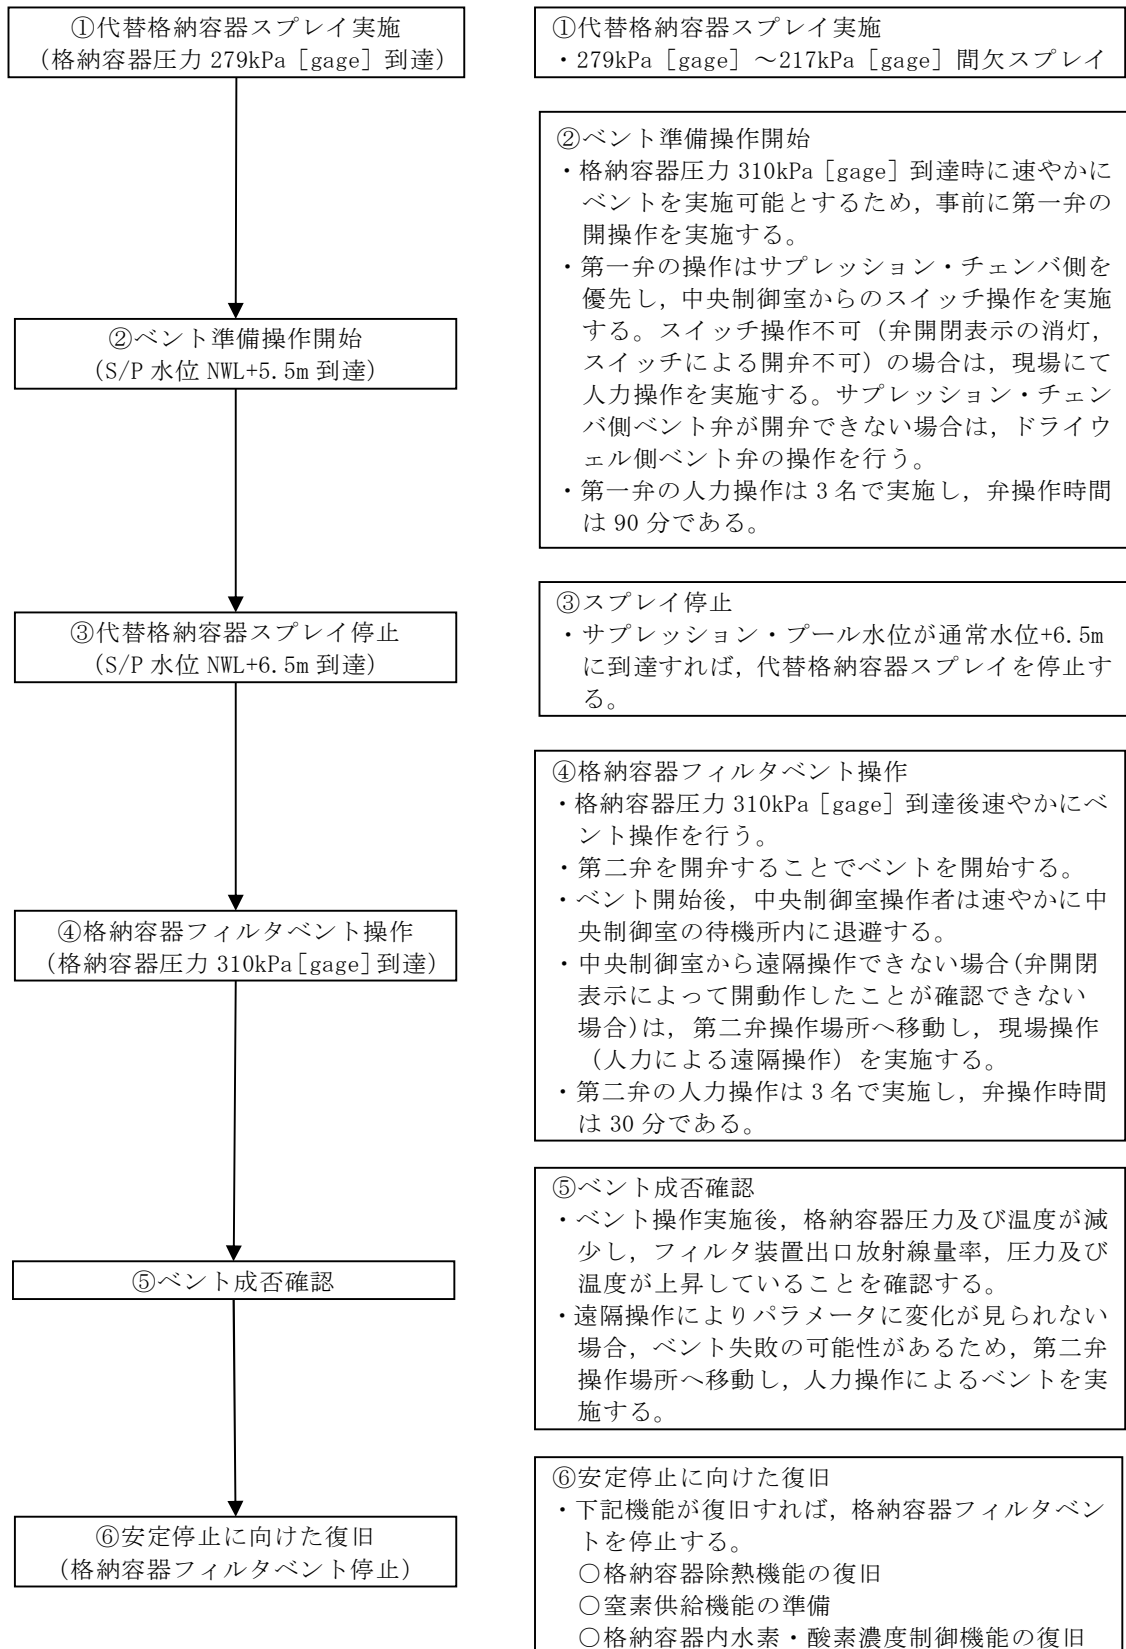 ①代替格納容器スプレイ実施
(格納容器圧力 279kPa［gage］到達)
②ベント準備操作開始
(S/P 水位 NWL+5.5m 到達)
③代替格納容器スプレイ停止
(S/P 水位 NWL+6.5m 到達)
④格納容器フィルタベント操作
(格納容器圧力 310kPa［gage］到達)
⑤ベント成否確認
⑥安定停止に向けた復旧
(格納容器フィルタベント停止)
①代替格納容器スプレイ実施
・279kPa［gage］～217kPa［gage］間欠スプレイ
②ベント準備操作開始
・格納容器圧力 310kPa［gage］到達時に速やかに
ベントを実施可能とするため，事前に第一弁の
開操作を実施する。
・第一弁の操作はサプレッション・チェンバ側を
優先し，中央制御室からのスイッチ操作を実施
する。スイッチ操作不可（弁開閉表示の消灯，
スイッチによる開弁不可）の場合は，現場にて
人力操作を実施する。サプレッション・チェン
バ側ベント弁が開弁できない場合は，ドライウ
ェル側ベント弁の操作を行う。
・第一弁の人力操作は 3 名で実施し，弁操作時間
は 90 分である。
③スプレイ停止
・サプレッション・プール水位が通常水位+6.5m
に到達すれば，代替格納容器スプレイを停止す
る。
④格納容器フィルタベント操作
・格納容器圧力 310kPa［gage］到達後速やかにベ
ント操作を行う。
・第二弁を開弁することでベントを開始する。
・ベント開始後，中央制御室操作者は速やかに中
央制御室の待機所内に退避する。
・中央制御室から遠隔操作できない場合(弁開閉
表示によって開動作したことが確認できない
場合)は，第二弁操作場所へ移動し，現場操作
（人力による遠隔操作）を実施する。
・第二弁の人力操作は 3 名で実施し，弁操作時間
は 30 分である。
⑤ベント成否確認
・ベント操作実施後，格納容器圧力及び温度が減
少し，フィルタ装置出口放射線量率，圧力及び
温度が上昇していることを確認する。
・遠隔操作によりパラメータに変化が見られない
場合，ベント失敗の可能性があるため，第二弁
操作場所へ移動し，人力操作によるベントを実
施する。
⑥安定停止に向けた復旧
・下記機能が復旧すれば，格納容器フィルタベン
トを停止する。
○格納容器除熱機能の復旧
○窒素供給機能の準備
○格納容器内水素・酸素濃度制御機能の復旧